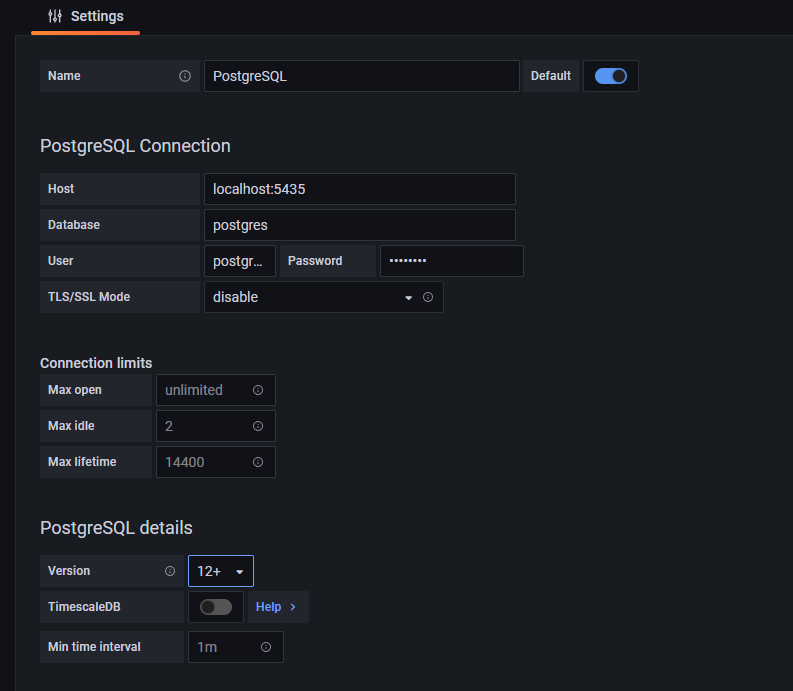 Settings
Name PostgreSQL Default
PostgreSQL Connection
Host localhost:5435
Database postgres
User postgr... Password ••••••••
TLS/SSL Mode disable
Connection limits
Max open unlimited
Max idle 2
Max lifetime 14400
PostgreSQL details
Version 12+
TimescaleDB Help >
Min time interval 1m